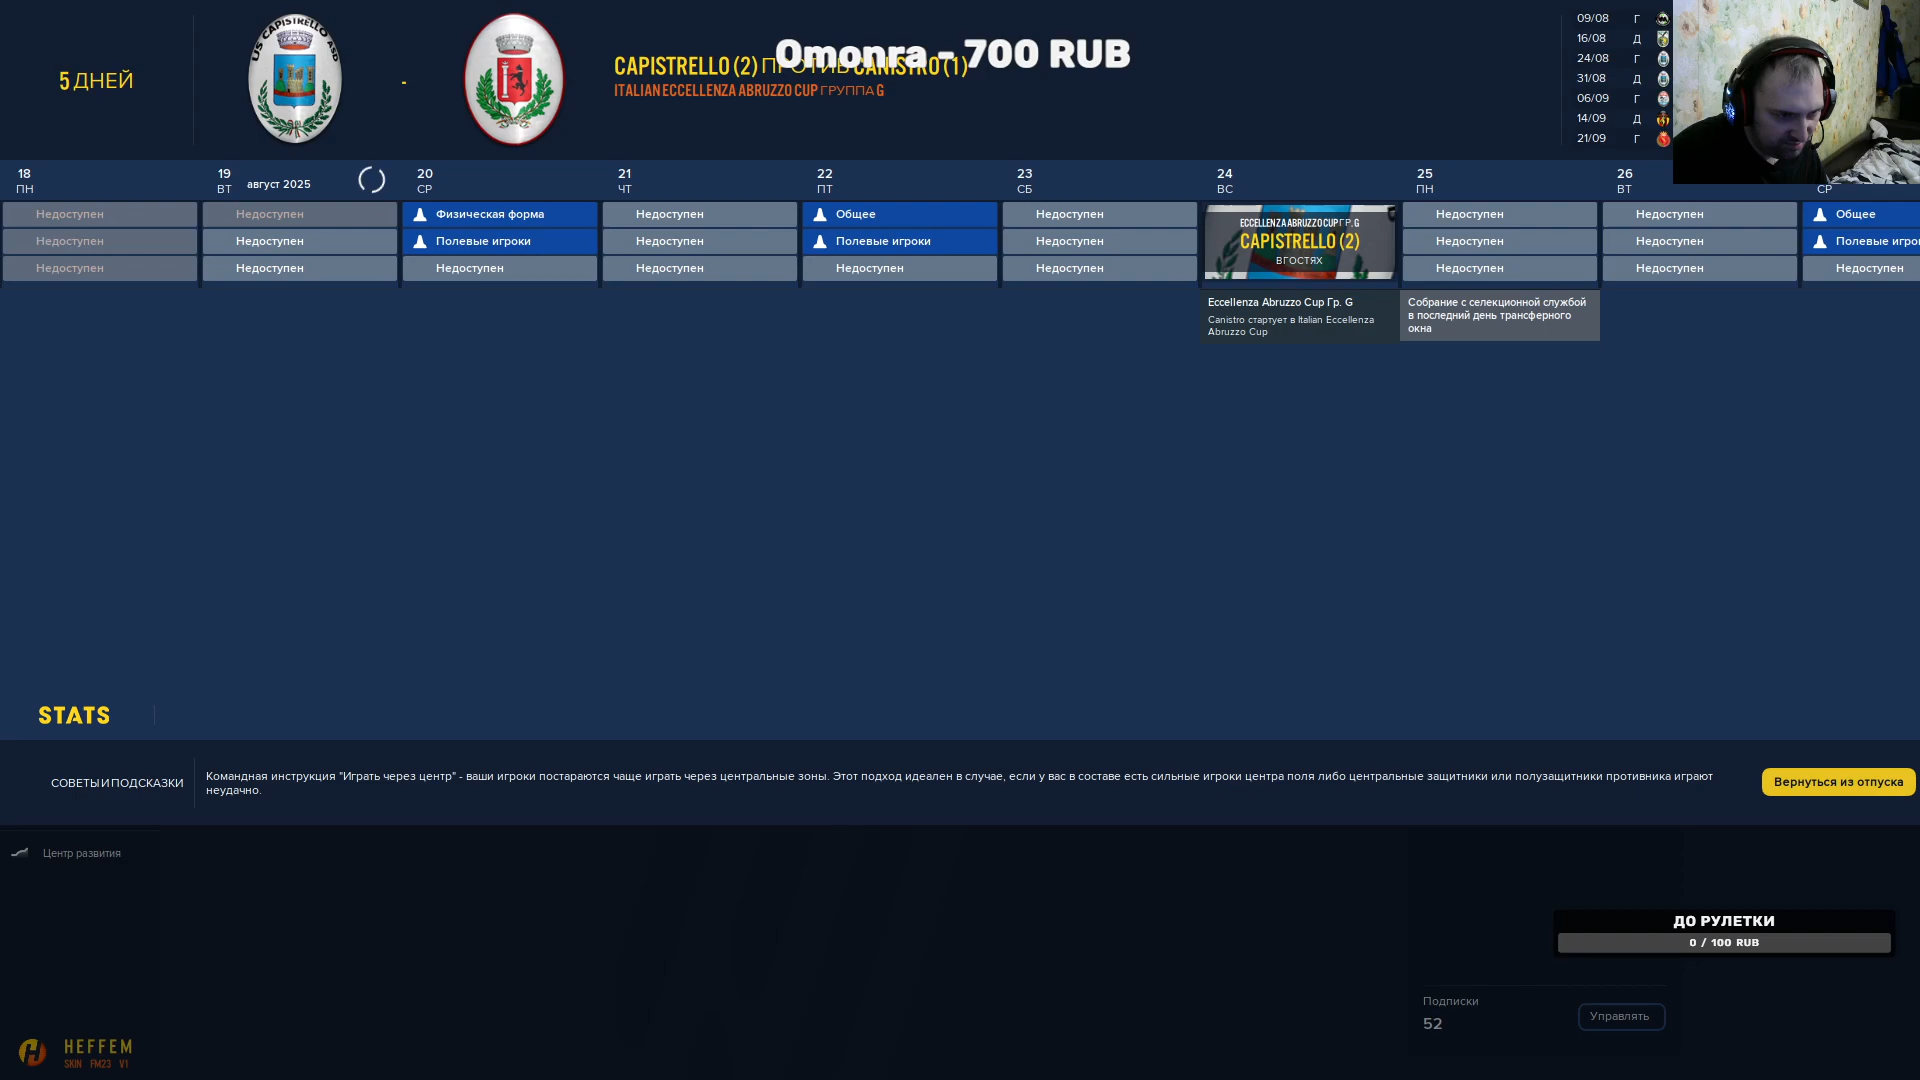 5 ДНЕЙ
US CAPISTRELLO ASD
-
CAPISTRELLO (2) ПРОТИВ CANISTRO (1)
Omonra - 700 RUB
ITALIAN ECCELLENZA ABRUZZO CUP ГРУППА G
09/08 Г
16/08 Д
24/08 Г
31/08 Д
06/09 Г
14/09 Д
21/09 Г
18 19 20 21 22 23 24 25 26
ПН ВТ август 2025 СР ЧТ ПТ СБ ВС ПН ВТ СР
Недоступен Недоступен Физическая форма Недоступен Общее Недоступен Недоступен Недоступен Общее
Недоступен Недоступен Полевые игроки Недоступен Полевые игроки Недоступен Недоступен Недоступен Полевые игро
Недоступен Недоступен Недоступен Недоступен Недоступен Недоступен Недоступен Недоступен Недоступен
ECCELLENZA ABRUZZO CUP ГР. G
CAPISTRELLO (2)
В ГОСТЯХ
Eccellenza Abruzzo Cup Гр. G
Canistro стартует в Italian Eccellenza
Abruzzo Cup
Собрание с селекционной службой
в последний день трансферного
окна
STATS
СОВЕТЫ И ПОДСКАЗКИ
Командная инструкция "Играть через центр" - ваши игроки постараются чаще играть через центральные зоны. Этот подход идеален в случае, если у вас в составе есть сильные игроки центра поля либо центральные защитники или полузащитники противника играют
неудачно.
Вернуться из отпуска
Центр развития
ДО РУЛЕТКИ
0 / 100 RUB
Подписки
52
Управлять
HEFFEM
SKIN FM23 V1